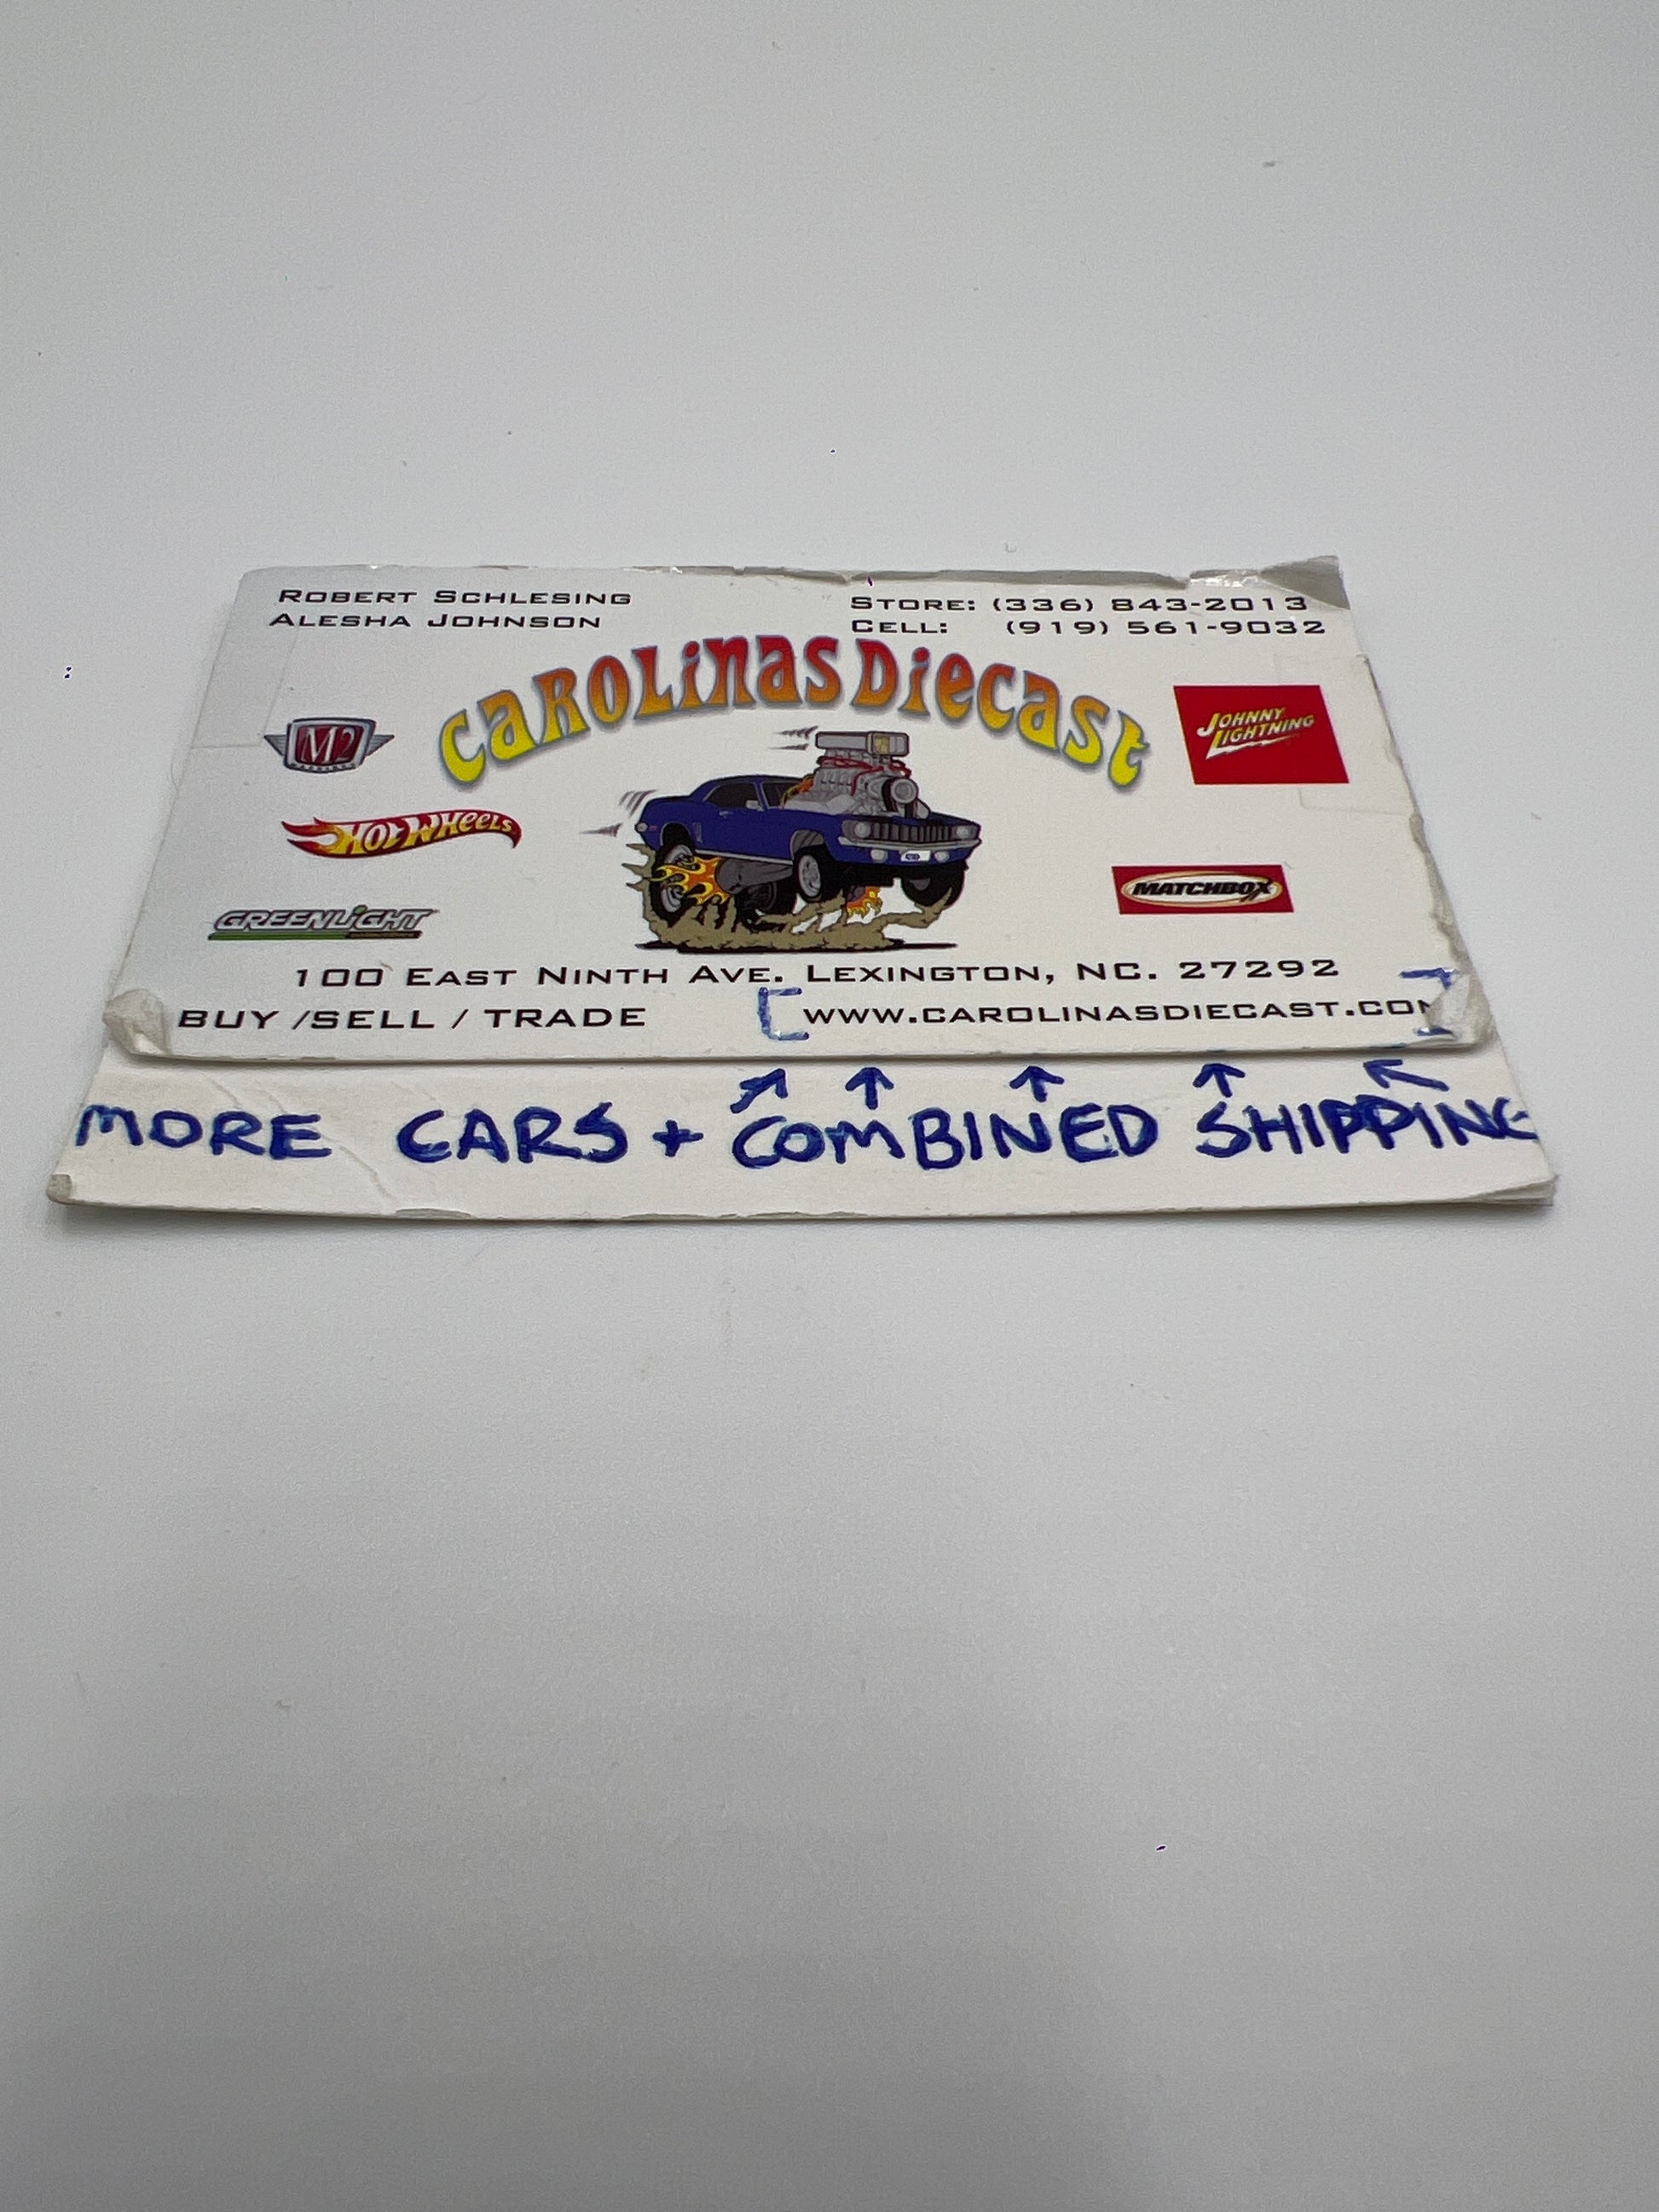 ROBERT SCHLESING
ALESHA JOHNSON
STORE: (336) 843-2013
CELL: (919) 561-9032
CAROLINAS DIECAST
M2
JOHNNY
LIGHTNING
HOT WHEELS
MATCHBOX
GREENLIGHT
100 EAST NINTH AVE. LEXINGTON, NC. 27292
BUY /SELL / TRADE
[WWW.CAROLINASDIECAST.COM]
MORE CARS + COMBINED SHIPPING